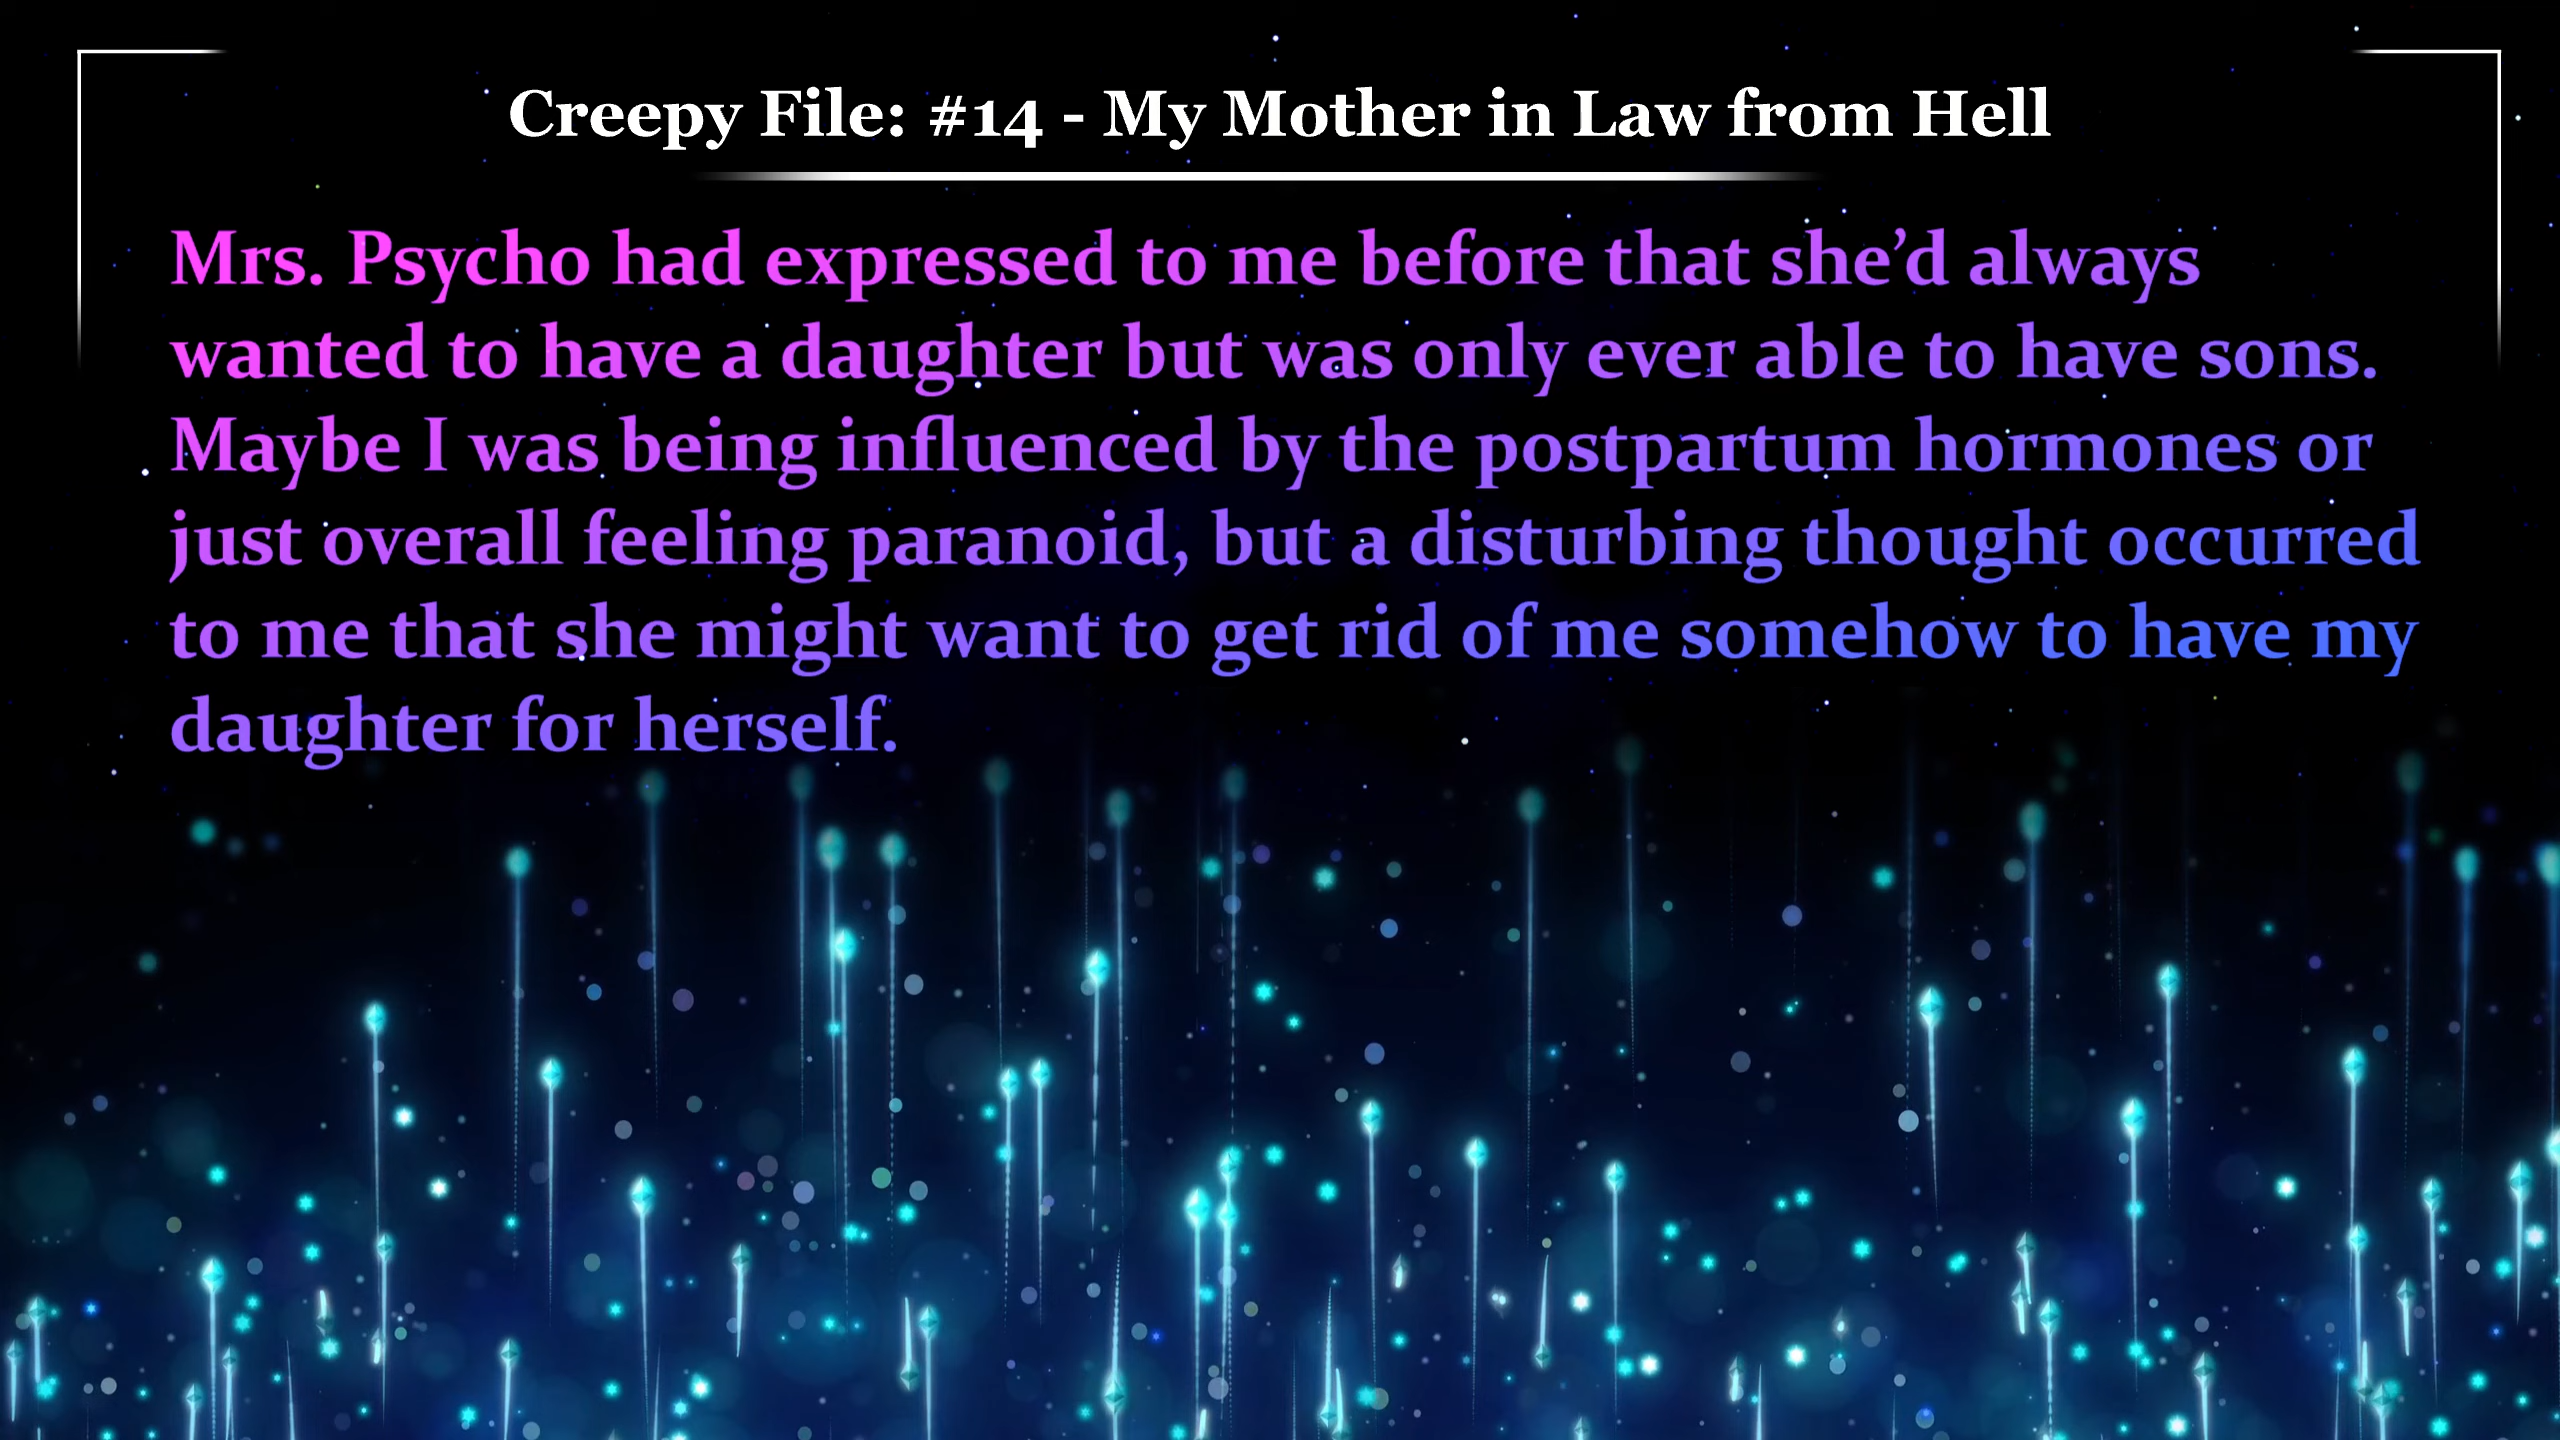 Creepy File: #14 - My Mother in Law from Hell
Mrs. Psycho had expressed to me before that she’d always
wanted to have a daughter but was only ever able to have sons.
Maybe I was being influenced by the postpartum hormones or
just overall feeling paranoid, but a disturbing thought occurred
to me that she might want to get rid of me somehow to have my
daughter for herself.